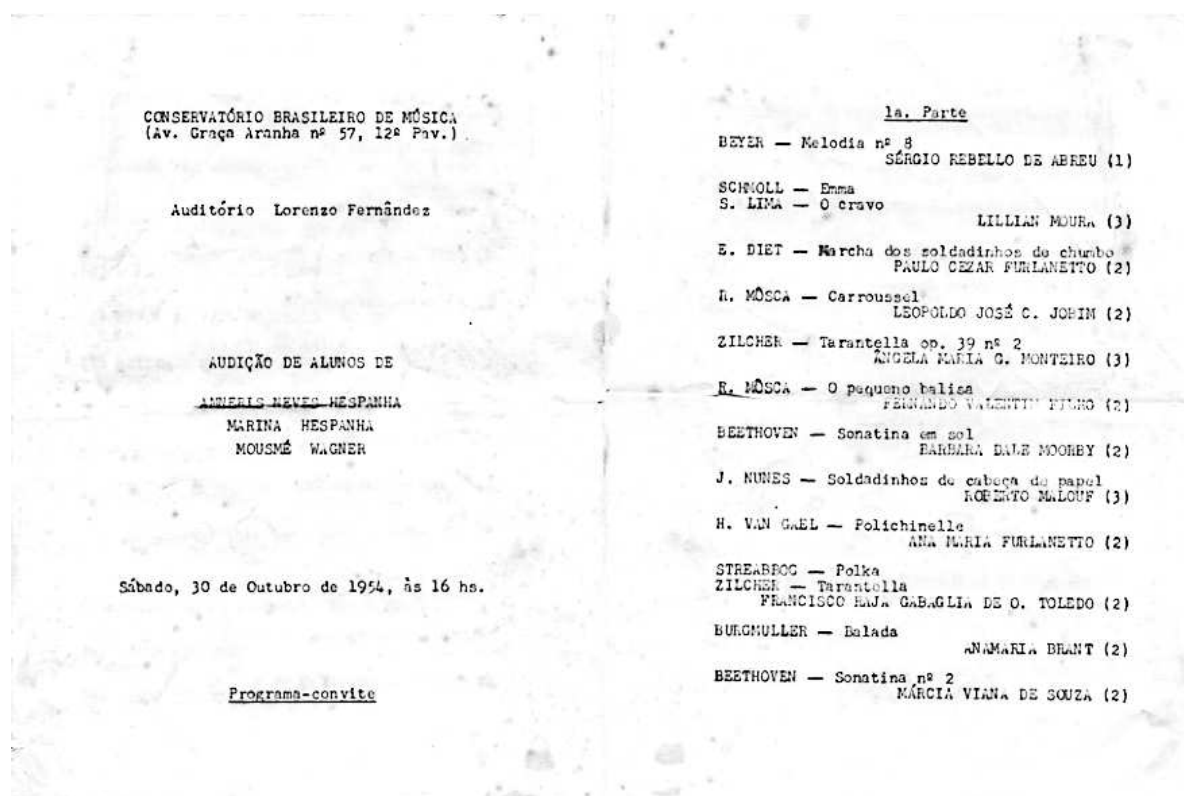 CONSERVATÓRIO BRASILEIRO DE MÚSICA
(Av. Graça Aranha nº 57, 12º Pav.)
Auditório Lorenzo Fernândez
AUDIÇÃO DE ALUNOS DE
AMNERIS NEVES HESPANHA
MARINA HESPANHA
MOUSMÉ WAGNER
Sábado, 30 de Outubro de 1954, às 16 hs.
Programa-convite
1a. Parte
BEYER — Melodia nº 8
SÉRGIO REBELLO DE ABREU (1)
SCHMOLL — Emma
S. LIMA — O cravo
LILLIAN MOURA (3)
E. DIET — Marcha dos soldadinhos de chumbo
PAULO CEZAR FURLANETTO (2)
R. MÔSCA — Carroussel
LEOPOLDO JOSÉ C. JOBIM (2)
ZILCHER — Tarantella op. 39 nº 2
ÂNGELA MARIA G. MONTEIRO (3)
R. MÔSCA — O pequeno balisa
FERNANDO VALENTIM FILHO (2)
BEETHOVEN — Sonatina em sol
BARBARA DALE MOORBY (2)
J. NUNES — Soldadinhos de cabeça de papel
ROBERTO MALOUF (3)
H. VAN GAEL — Polichinelle
ANA MARIA FURLANETTO (2)
STREABBOG — Polka
ZILCHER — Tarantella
FRANCISCO RAJA GABAGLIA DE O. TOLEDO (2)
BURGMULLER — Balada
ANAMARIA BRANT (2)
BEETHOVEN — Sonatina nº 2
MÁRCIA VIANA DE SOUZA (2)